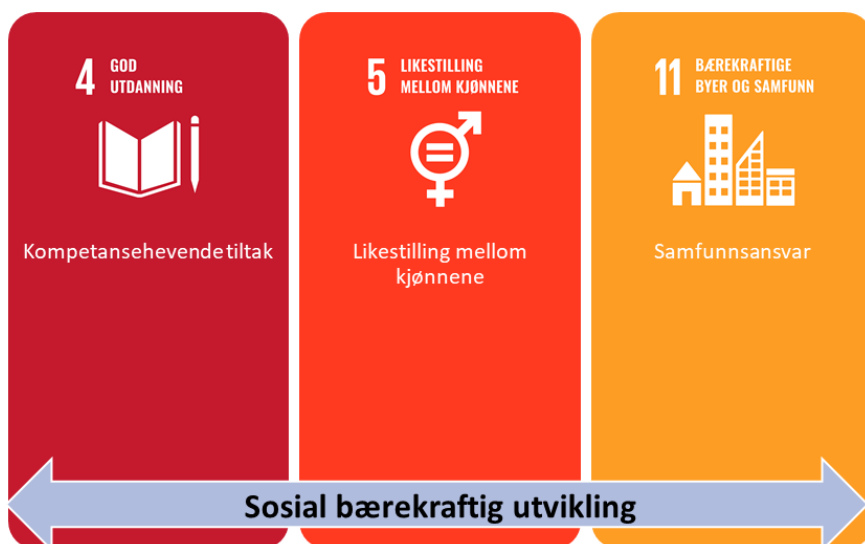 4 GOD
UTDANNING
Kompetansehevende tiltak
5 LIKESTILLING
MELLOM KJØNNENE
Likestilling mellom
kjønnene
11 BÆREKRAFTIGE
BYER OG SAMFUNN
Samfunnsansvar
Sosial bærekraftig utvikling